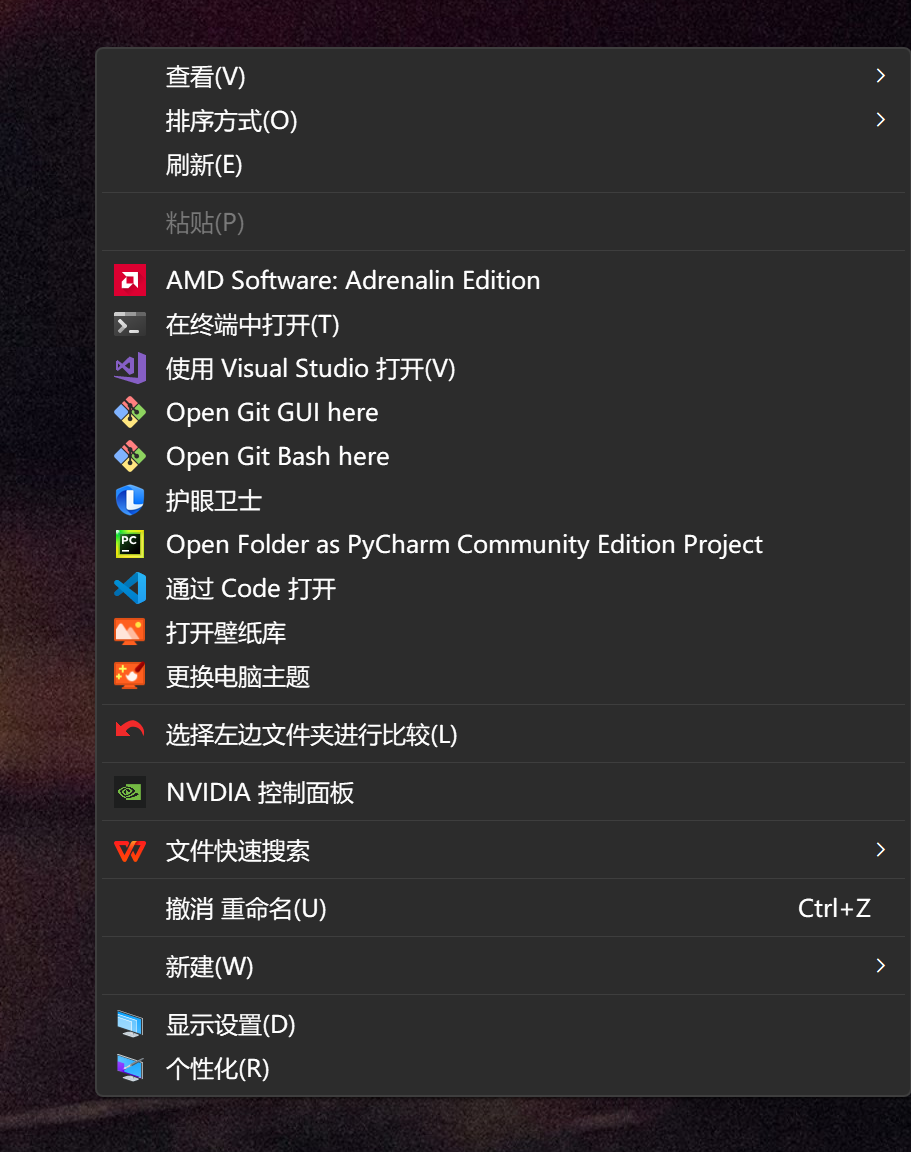 查看(V)
排序方式(O)
刷新(E)
粘贴(P)
AMD Software: Adrenalin Edition
在终端中打开(T)
使用 Visual Studio 打开(V)
Open Git GUI here
Open Git Bash here
护眼卫士
Open Folder as PyCharm Community Edition Project
通过 Code 打开
打开壁纸库
更换电脑主题
选择左边文件夹进行比较(L)
NVIDIA 控制面板
文件快速搜索
撤消 重命名(U) Ctrl+Z
新建(W)
显示设置(D)
个性化(R)